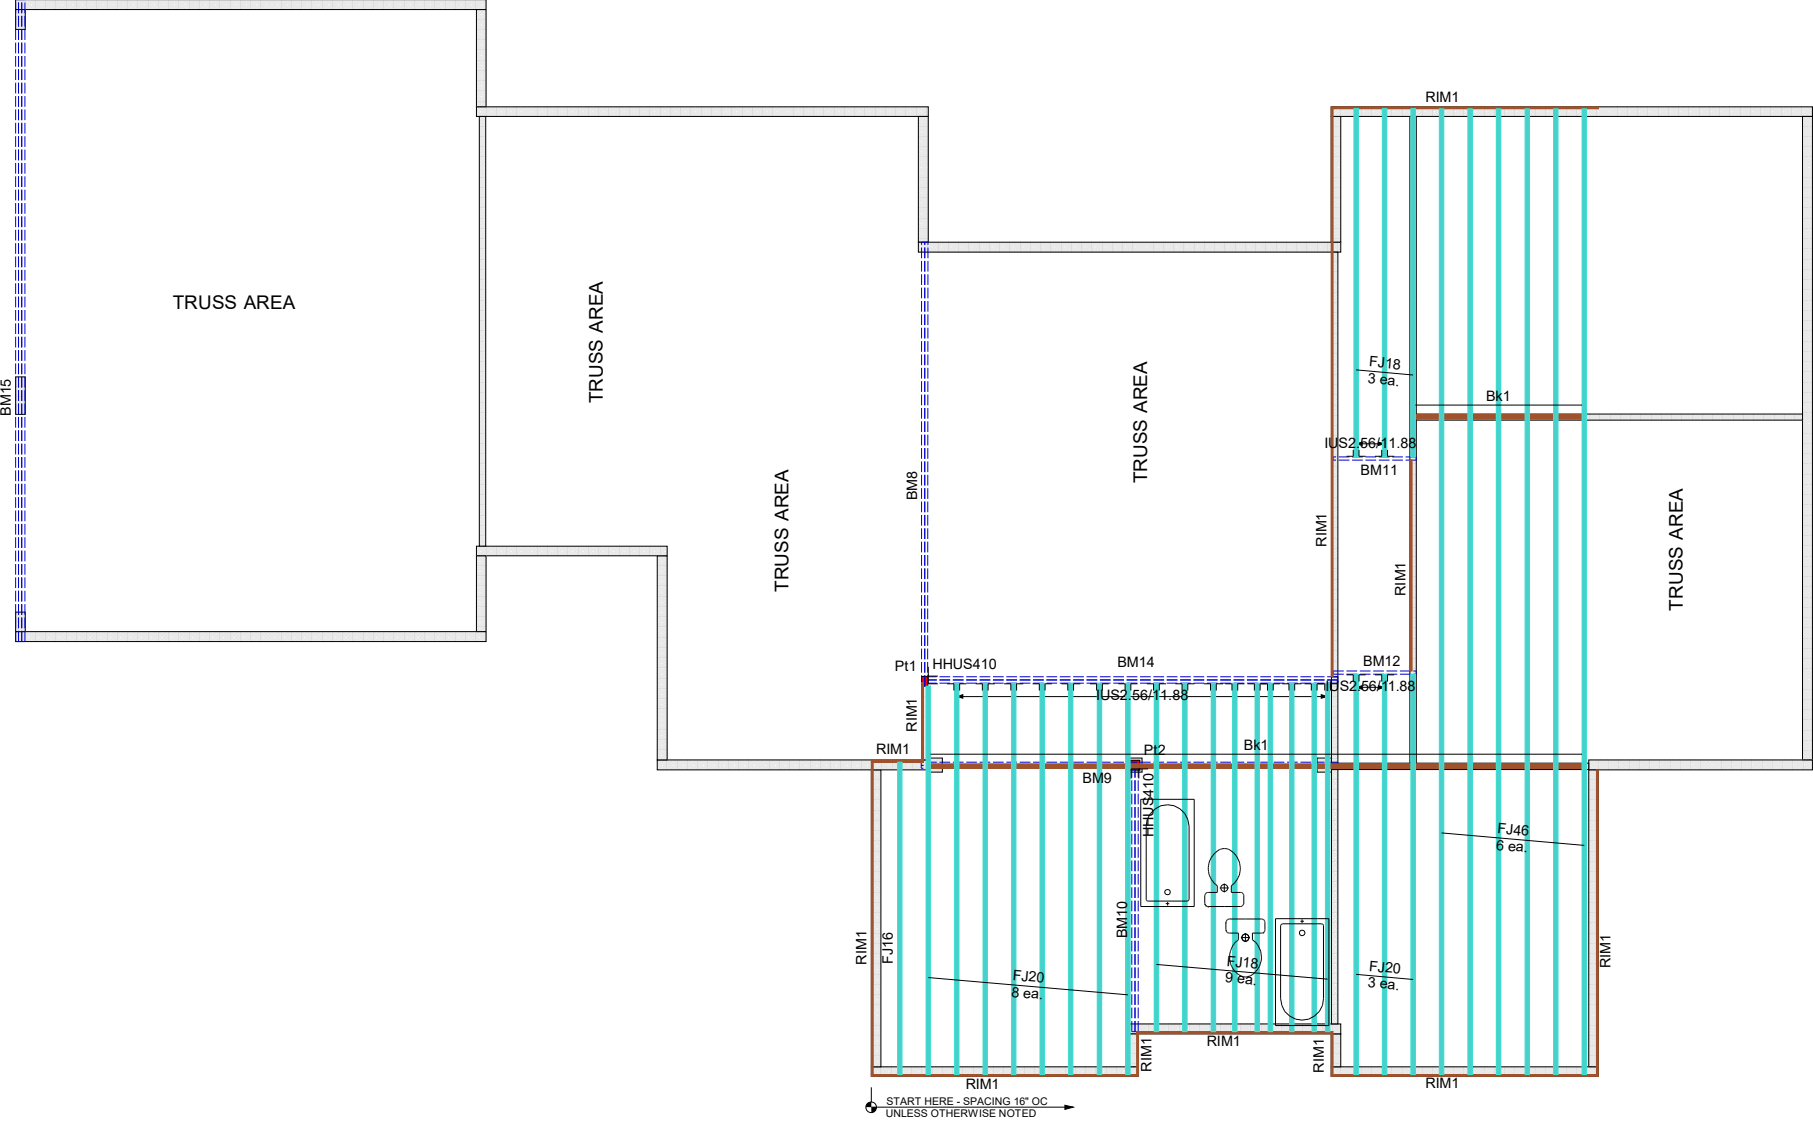 RIM1
TRUSS AREA
TRUSS AREA
TRUSS AREA
TRUSS AREA
TRUSS AREA
BM15
FJ18
3 ea.
Bk1
IUS2.56/11.88
BM11
BM8
RIM1
RIM1
Pt1
HHUS410
BM14
BM12
IUS2.56/11.88
IUS2.56/11.88
RIM1
RIM1
Pt2
Bk1
BM9
HHUS410
FJ46
6 ea.
RIM1
FJ16
BM10
FJ20
8 ea.
FJ18
9 ea.
FJ20
3 ea.
RIM1
RIM1
RIM1
RIM1
RIM1
RIM1
START HERE - SPACING 16" OC
UNLESS OTHERWISE NOTED